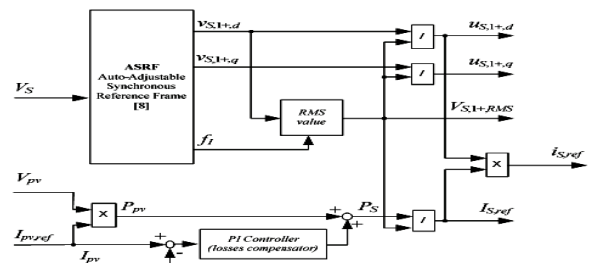 v_S,1+,d
u_S,1+,d
ASRF
Auto-Adjustable
Synchronous
Reference Frame
[8]
v_S,1+,q
u_S,1+,q
/
/
V_S
RMS
value
V_S,1+,RMS
f_1
x
i_S,ref
V_pv
x
P_pv
+
+
P_S
/
I_S,ref
I_pv,ref
I_pv
+
-
PI Controller
(losses compensator)